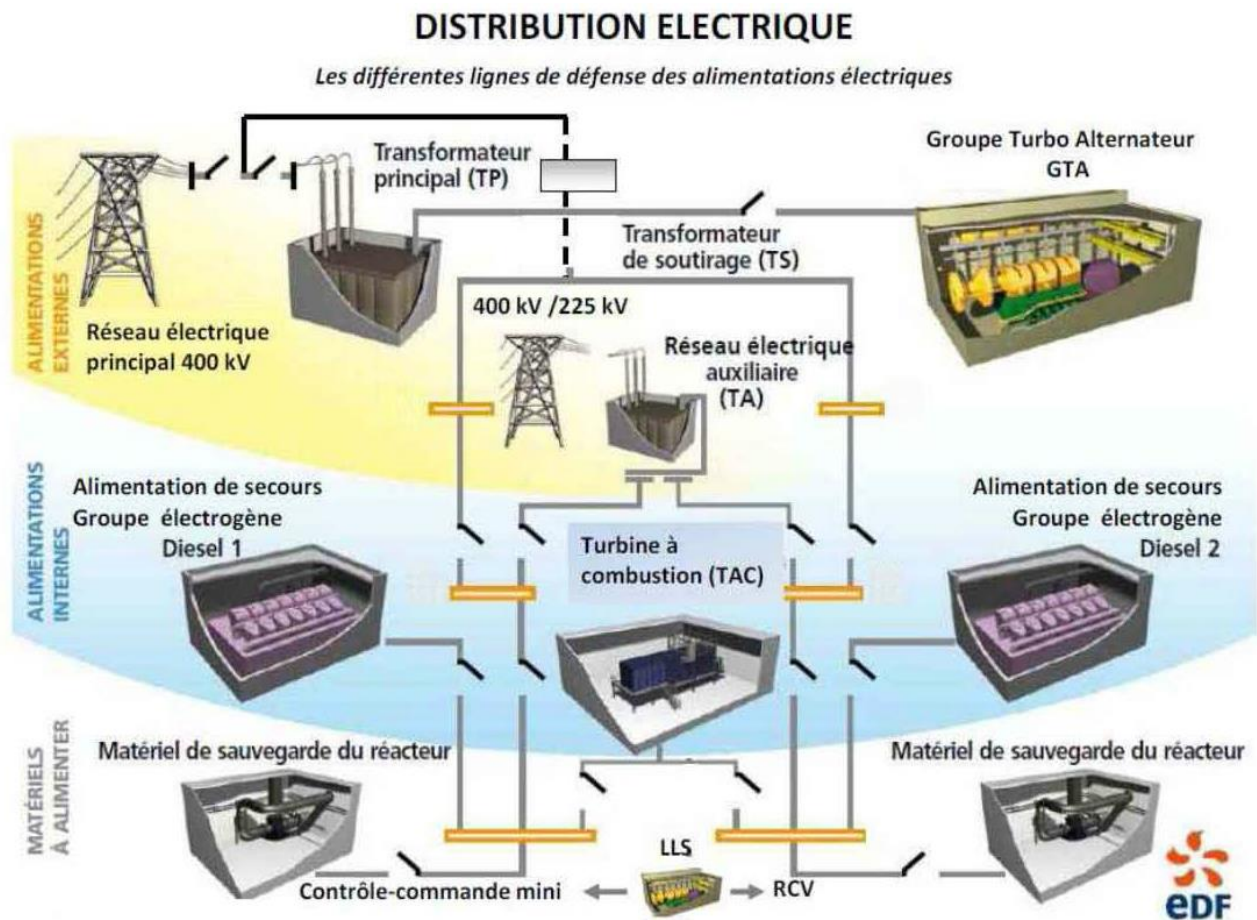 DISTRIBUTION ELECTRIQUE
Les différentes lignes de défense des alimentations électriques
Groupe Turbo Alternateur
GTA
Transformateur
principal (TP)
Transformateur
de soutirage (TS)
ALIMENTATIONS
EXTERNES
400 kV /225 kV
Réseau électrique
principal 400 kV
Réseau électrique
auxiliaire
(TA)
ALIMENTATIONS
INTERNES
Alimentation de secours
Groupe électrogène
Diesel 1
Alimentation de secours
Groupe électrogène
Diesel 2
Turbine à
combustion (TAC)
MATÉRIELS
À ALIMENTER
Matériel de sauvegarde du réacteur
Matériel de sauvegarde du réacteur
LLS
Contrôle-commande mini
RCV
eDF